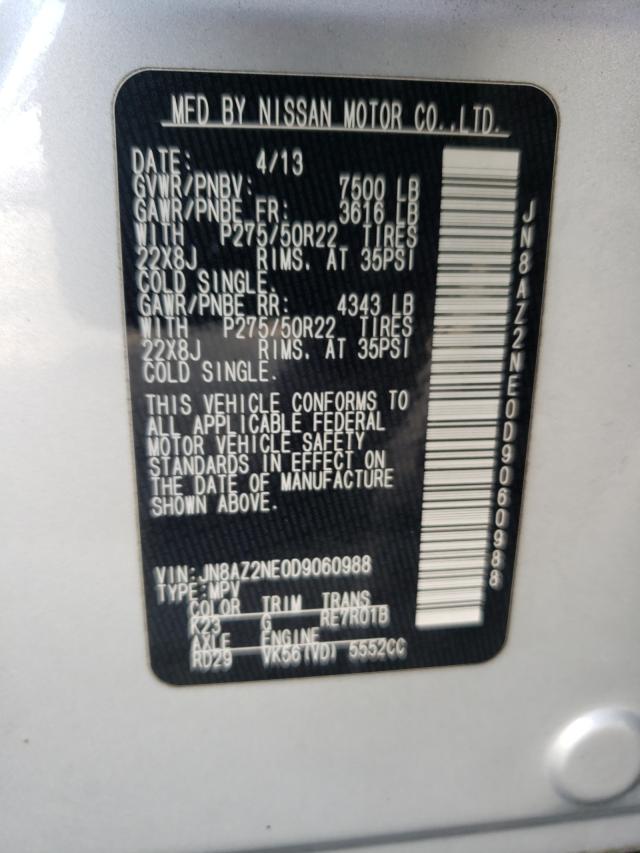 MFD BY NISSAN MOTOR CO.,LTD.
DATE: 4/13
GVWR/PNBV: 7500 LB
GAWR/PNBE FR: 3616 LB
WITH P275/50R22 TIRES
22X8J RIMS. AT 35PSI
COLD SINGLE.
GAWR/PNBE RR: 4343 LB
WITH P275/50R22 TIRES
22X8J RIMS. AT 35PSI
COLD SINGLE.
THIS VEHICLE CONFORMS TO
ALL APPLICABLE FEDERAL
MOTOR VEHICLE SAFETY
STANDARDS IN EFFECT ON
THE DATE OF MANUFACTURE
SHOWN ABOVE.
VIN: JN8AZ2NE0D9060988
TYPE: MPV
COLOR TRIM TRANS
K23 G RE7R01B
AXLE ENGINE
RD29 VK56(VD) 5552CC
JN8AZ2NE0D9060988